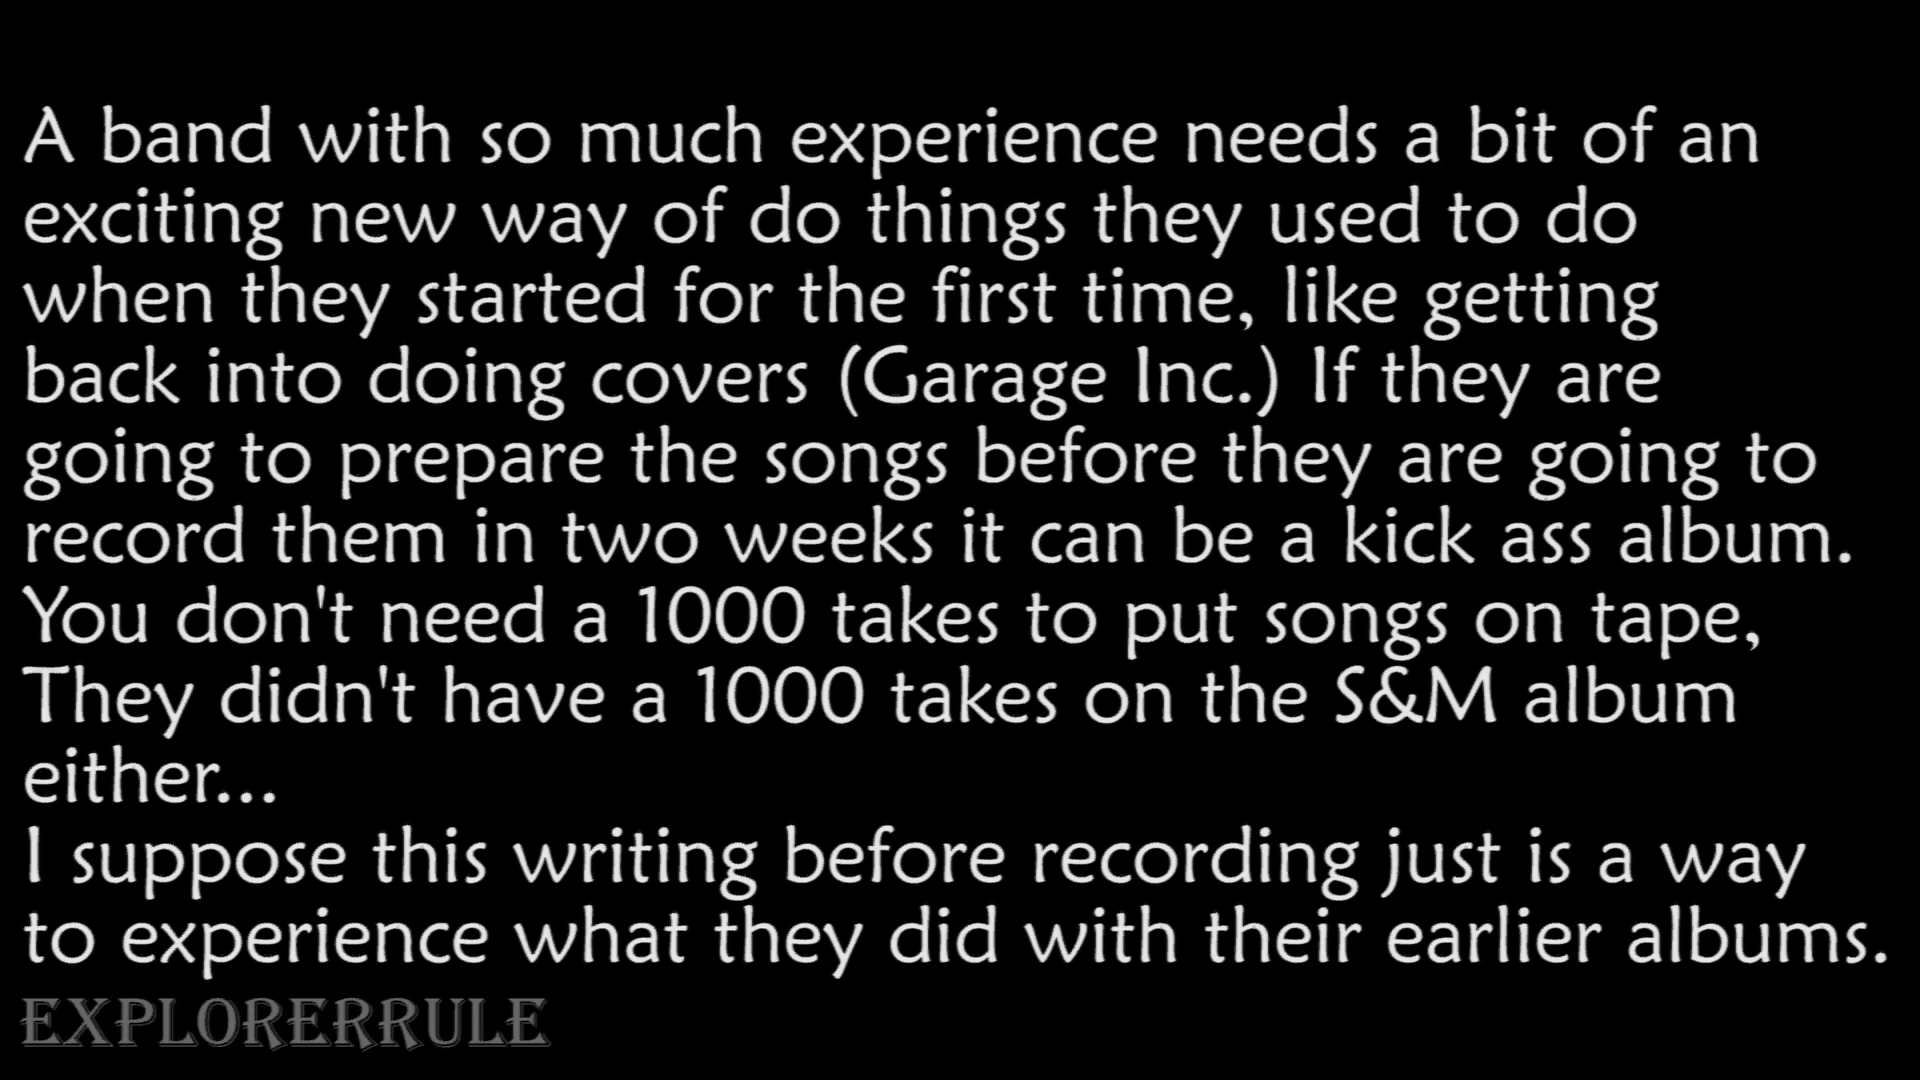 A band with so much experience needs a bit of an
exciting new way of do things they used to do
when they started for the first time, like getting
back into doing covers (Garage Inc.) If they are
going to prepare the songs before they are going to
record them in two weeks it can be a kick ass album.
You don't need a 1000 takes to put songs on tape,
They didn't have a 1000 takes on the S&M album
either...
I suppose this writing before recording just is a way
to experience what they did with their earlier albums.
EXPLORERRULE